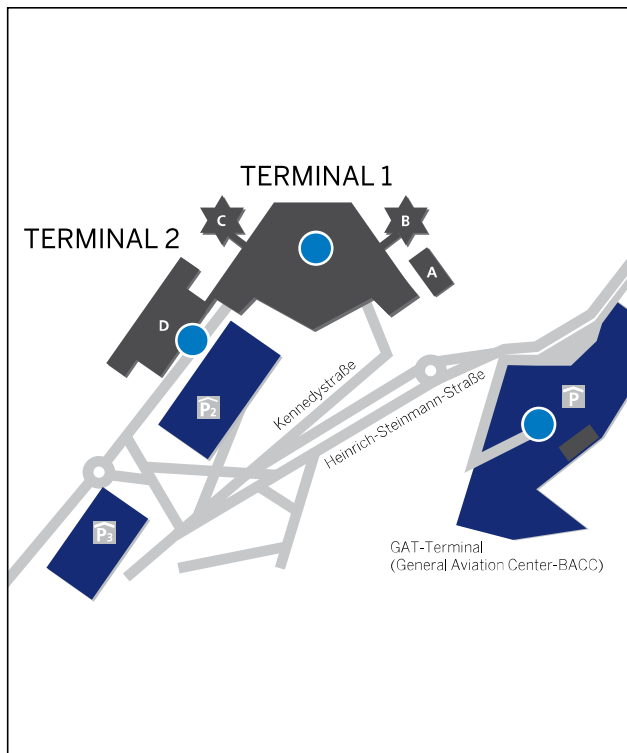 TERMINAL 1
C
B
TERMINAL 2
A
D
Kennedystraße
Heinrich-Steinmann-Straße
P2
P
P3
GAT-Terminal
(General Aviation Center-BACC)